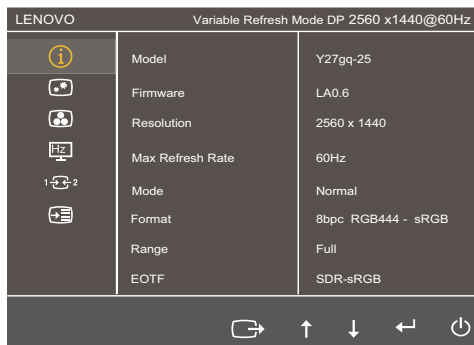 LENOVO Variable Refresh Mode DP 2560 x1440@60Hz
Model Y27gq-25
Firmware LA0.6
Resolution 2560 x 1440
Hz
Max Refresh Rate 60Hz
1 2
Mode Normal
Format 8bpc RGB444 - sRGB
Range Full
EOTF SDR-sRGB